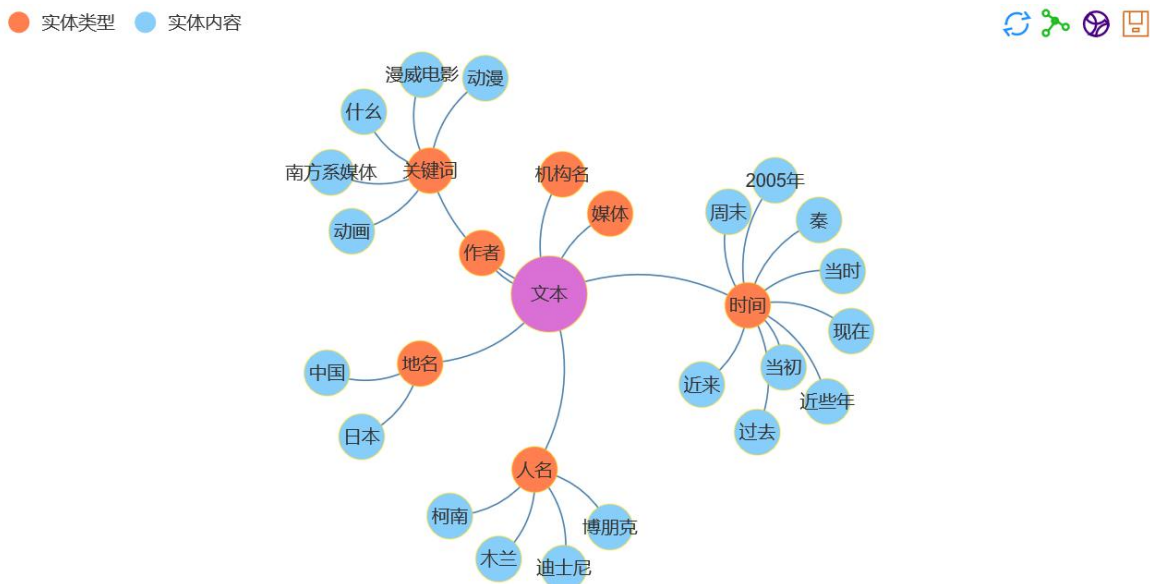 实体类型
实体内容
漫威电影
动漫
什么
南方系媒体
关键词
动画
机构名
媒体
作者
文本
2005年
周末
秦
当时
时间
现在
当初
近来
近些年
过去
地名
中国
日本
人名
柯南
木兰
迪士尼
博朋克